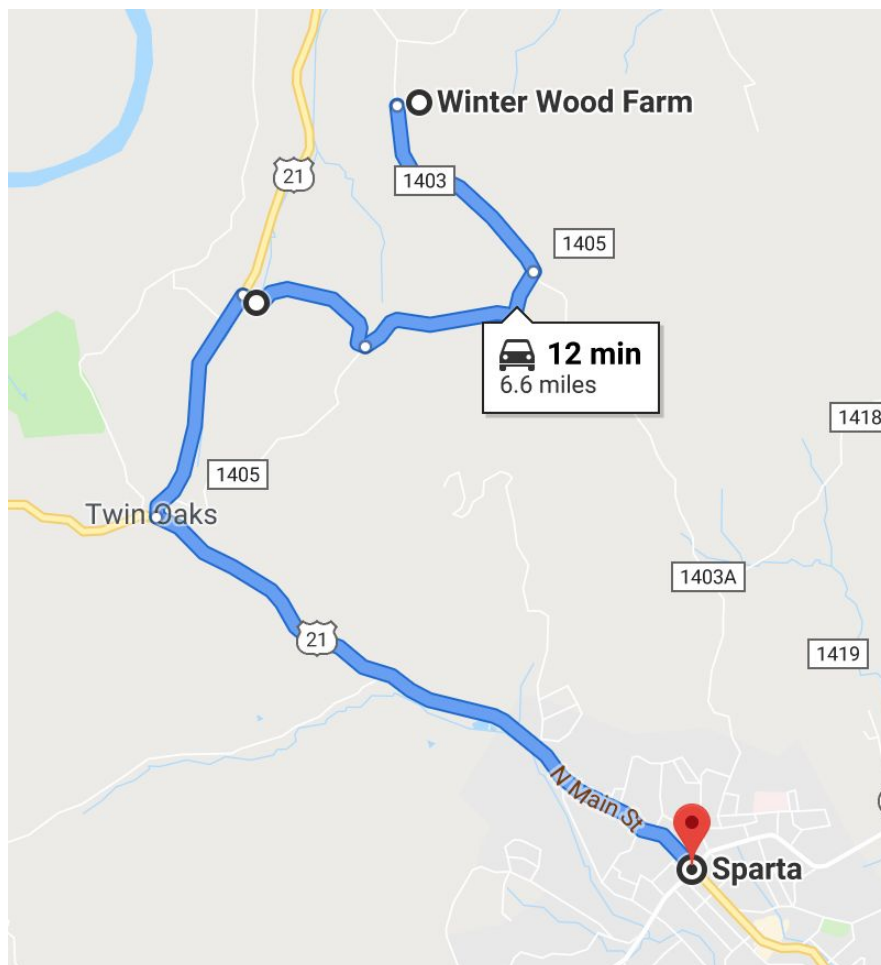 Winter Wood Farm
21
1403
1405
12 min
6.6 miles
1418
1405
Twin Oaks
1403A
21
1419
N Main St
Sparta